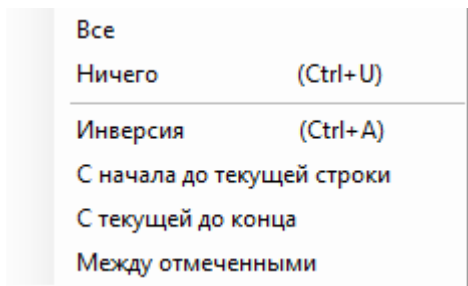 Все
Ничего (Ctrl+U)
Инверсия (Ctrl+A)
С начала до текущей строки
С текущей до конца
Между отмеченными